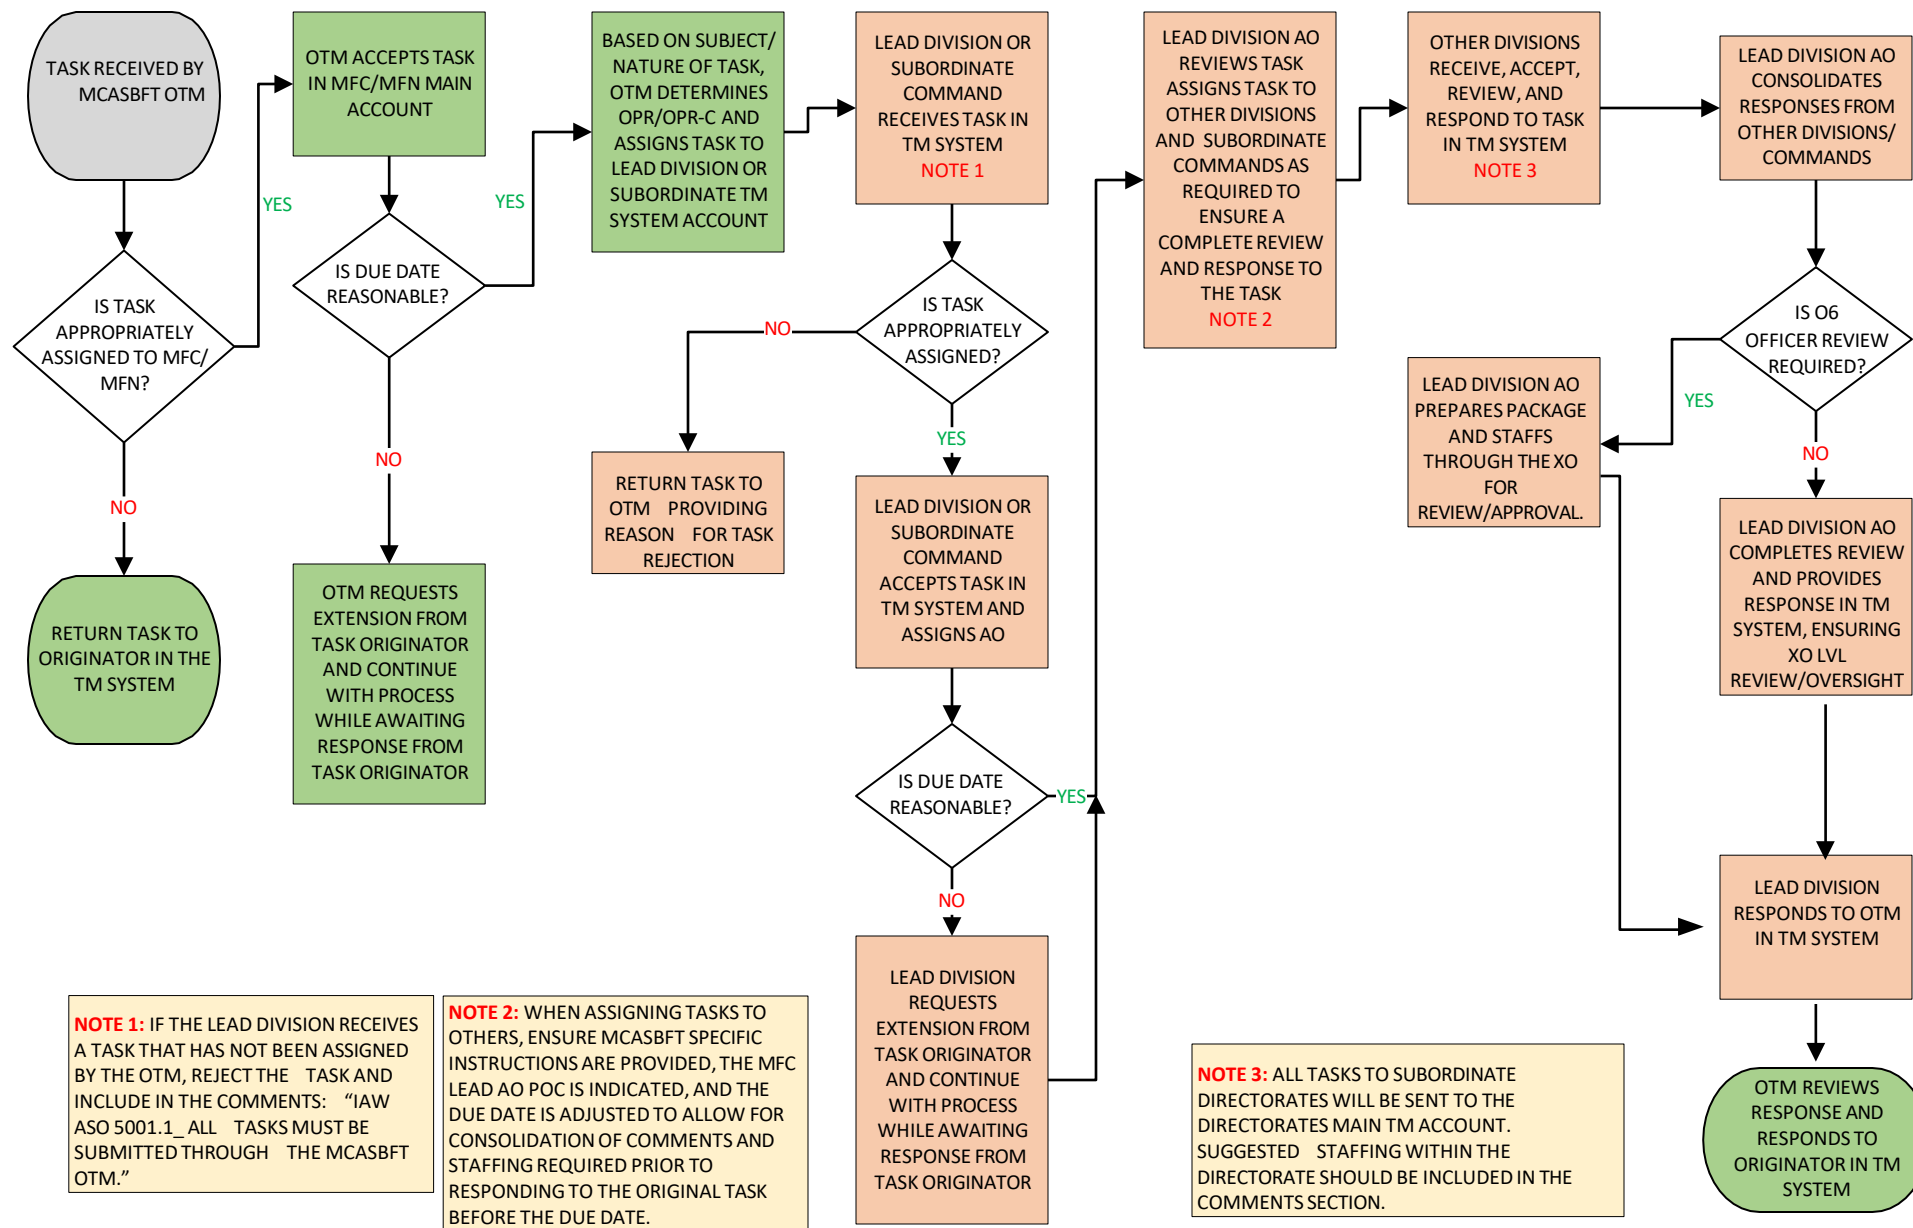 TASK RECEIVED BY
MCASBFT OTM
IS TASK
APPROPRIATELY
ASSIGNED TO MFC/
MFN?
YES
NO
RETURN TASK TO
ORIGINATOR IN THE
TM SYSTEM
OTM ACCEPTS TASK
IN MFC/MFN MAIN
ACCOUNT
IS DUE DATE
REASONABLE?
YES
NO
OTM REQUESTS
EXTENSION FROM
TASK ORIGINATOR
AND CONTINUE
WITH PROCESS
WHILE AWAITING
RESPONSE FROM
TASK ORIGINATOR
BASED ON SUBJECT/
NATURE OF TASK,
OTM DETERMINES
OPR/OPR-C AND
ASSIGNS TASK TO
LEAD DIVISION OR
SUBORDINATE TM
SYSTEM ACCOUNT
LEAD DIVISION OR
SUBORDINATE
COMMAND
RECEIVES TASK IN
TM SYSTEM
NOTE 1
IS TASK
APPROPRIATELY
ASSIGNED?
NO
RETURN TASK TO
OTM PROVIDING
REASON FOR TASK
REJECTION
YES
LEAD DIVISION OR
SUBORDINATE
COMMAND
ACCEPTS TASK IN
TM SYSTEM AND
ASSIGNS AO
IS DUE DATE
REASONABLE?
YES
NO
LEAD DIVISION
REQUESTS
EXTENSION FROM
TASK ORIGINATOR
AND CONTINUE
WITH PROCESS
WHILE AWAITING
RESPONSE FROM
TASK ORIGINATOR
LEAD DIVISION AO
REVIEWS TASK
ASSIGNS TASK TO
OTHER DIVISIONS
AND SUBORDINATE
COMMANDS AS
REQUIRED TO
ENSURE A
COMPLETE REVIEW
AND RESPONSE TO
THE TASK
NOTE 2
OTHER DIVISIONS
RECEIVE, ACCEPT,
REVIEW, AND
RESPOND TO TASK
IN TM SYSTEM
NOTE 3
LEAD DIVISION AO
CONSOLIDATES
RESPONSES FROM
OTHER DIVISIONS/
COMMANDS
IS O6
OFFICER REVIEW
REQUIRED?
YES
LEAD DIVISION AO
PREPARES PACKAGE
AND STAFFS
THROUGH THE XO
FOR
REVIEW/APPROVAL.
NO
LEAD DIVISION AO
COMPLETES REVIEW
AND PROVIDES
RESPONSE IN TM
SYSTEM, ENSURING
XO LVL
REVIEW/OVERSIGHT
LEAD DIVISION
RESPONDS TO OTM
IN TM SYSTEM
OTM REVIEWS
RESPONSE AND
RESPONDS TO
ORIGINATOR IN TM
SYSTEM
NOTE 1: IF THE LEAD DIVISION RECEIVES
A TASK THAT HAS NOT BEEN ASSIGNED
BY THE OTM, REJECT THE TASK AND
INCLUDE IN THE COMMENTS: “IAW
ASO 5001.1_ ALL TASKS MUST BE
SUBMITTED THROUGH THE MCASBFT
OTM.”
NOTE 2: WHEN ASSIGNING TASKS TO
OTHERS, ENSURE MCASBFT SPECIFIC
INSTRUCTIONS ARE PROVIDED, THE MFC
LEAD AO POC IS INDICATED, AND THE
DUE DATE IS ADJUSTED TO ALLOW FOR
CONSOLIDATION OF COMMENTS AND
STAFFING REQUIRED PRIOR TO
RESPONDING TO THE ORIGINAL TASK
BEFORE THE DUE DATE.
NOTE 3: ALL TASKS TO SUBORDINATE
DIRECTORATES WILL BE SENT TO THE
DIRECTORATES MAIN TM ACCOUNT.
SUGGESTED STAFFING WITHIN THE
DIRECTORATE SHOULD BE INCLUDED IN THE
COMMENTS SECTION.